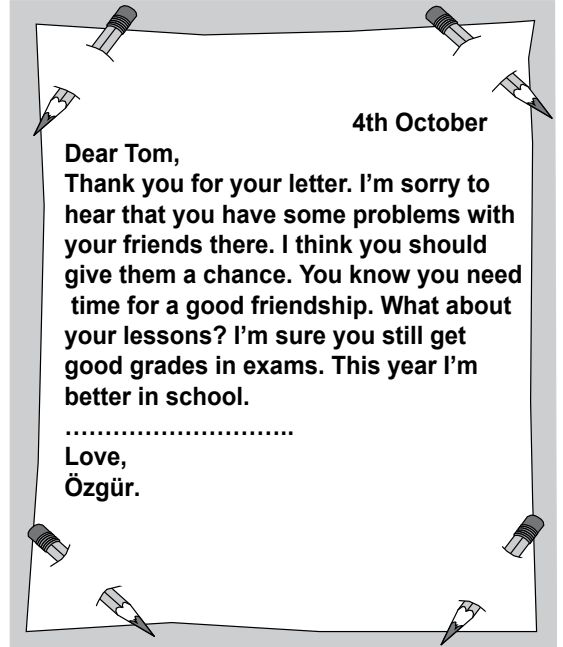 4th October
Dear Tom,
Thank you for your letter. I’m sorry to
hear that you have some problems with
your friends there. I think you should
give them a chance. You know you need
time for a good friendship. What about
your lessons? I’m sure you still get
good grades in exams. This year I’m
better in school.
…………………………..
Love,
Özgür.